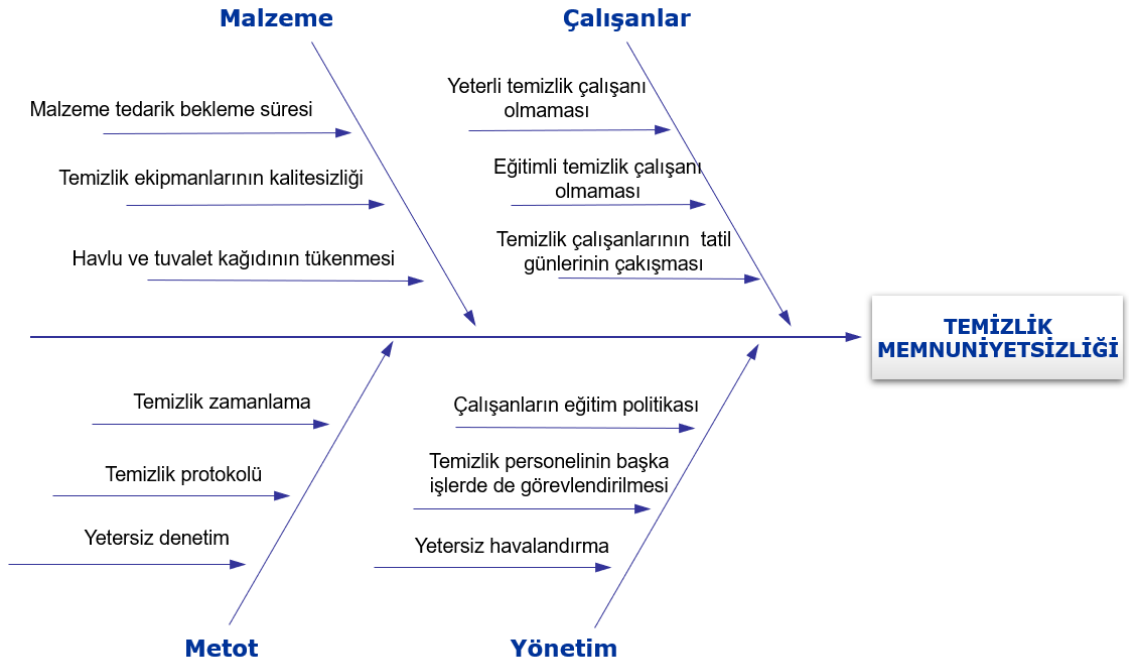 Malzeme
Çalışanlar
Malzeme tedarik bekleme süresi
Temizlik ekipmanlarının kalitesizliği
Havlu ve tuvalet kağıdının tükenmesi
Yeterli temizlik çalışanı
olmaması
Eğitimli temizlik çalışanı
olmaması
Temizlik çalışanlarının tatil
günlerinin çakışması
TEMİZLİK
MEMNUNİYETSİZLİĞİ
Temizlik zamanlama
Temizlik protokolü
Yetersiz denetim
Çalışanların eğitim politikası
Temizlik personelinin başka
işlerde de görevlendirilmesi
Yetersiz havalandırma
Metot
Yönetim